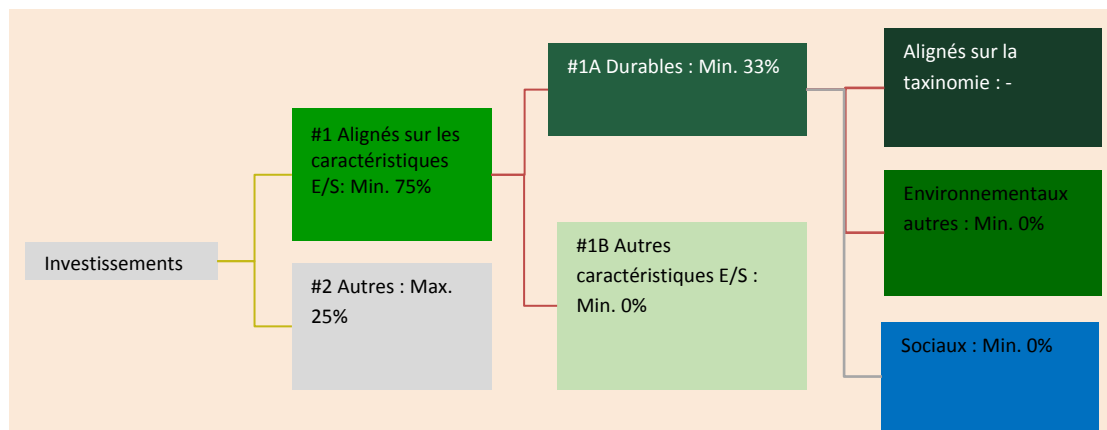 Investissements
#1 Alignés sur les
caractéristiques
E/S: Min. 75%
#2 Autres : Max.
25%
#1A Durables : Min. 33%
#1B Autres
caractéristiques E/S :
Min. 0%
Alignés sur la
taxinomie : -
Environnementaux
autres : Min. 0%
Sociaux : Min. 0%